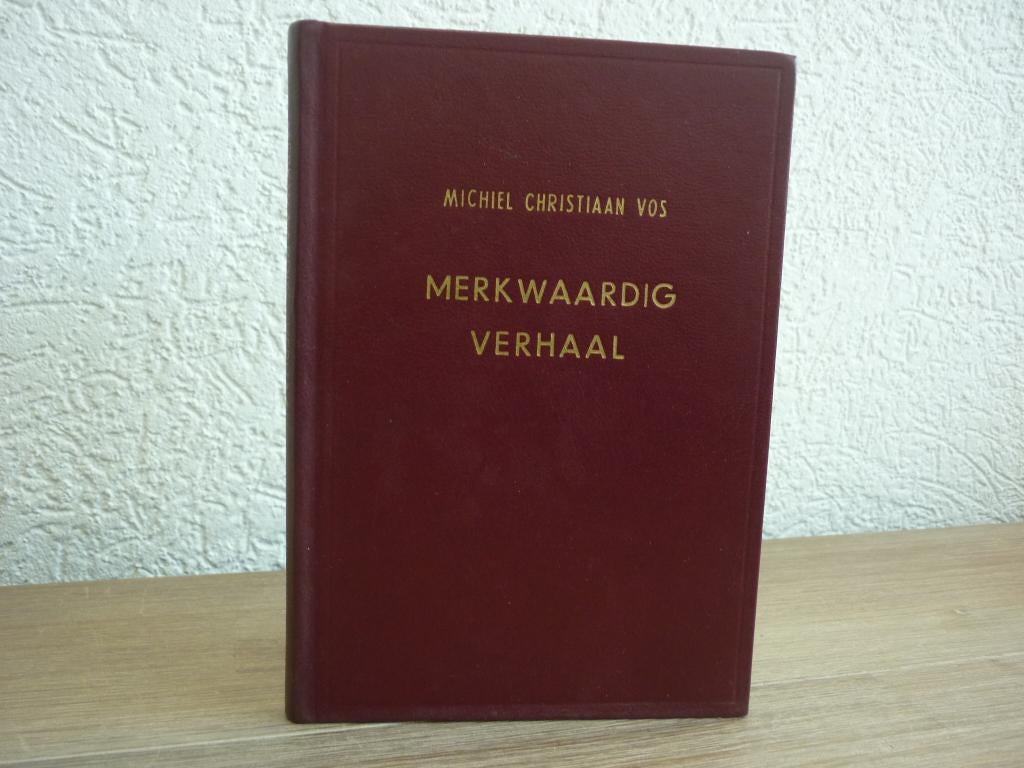 MICHIEL CHRISTIAAN VOS
MERKWAARDIG
VERHAAL